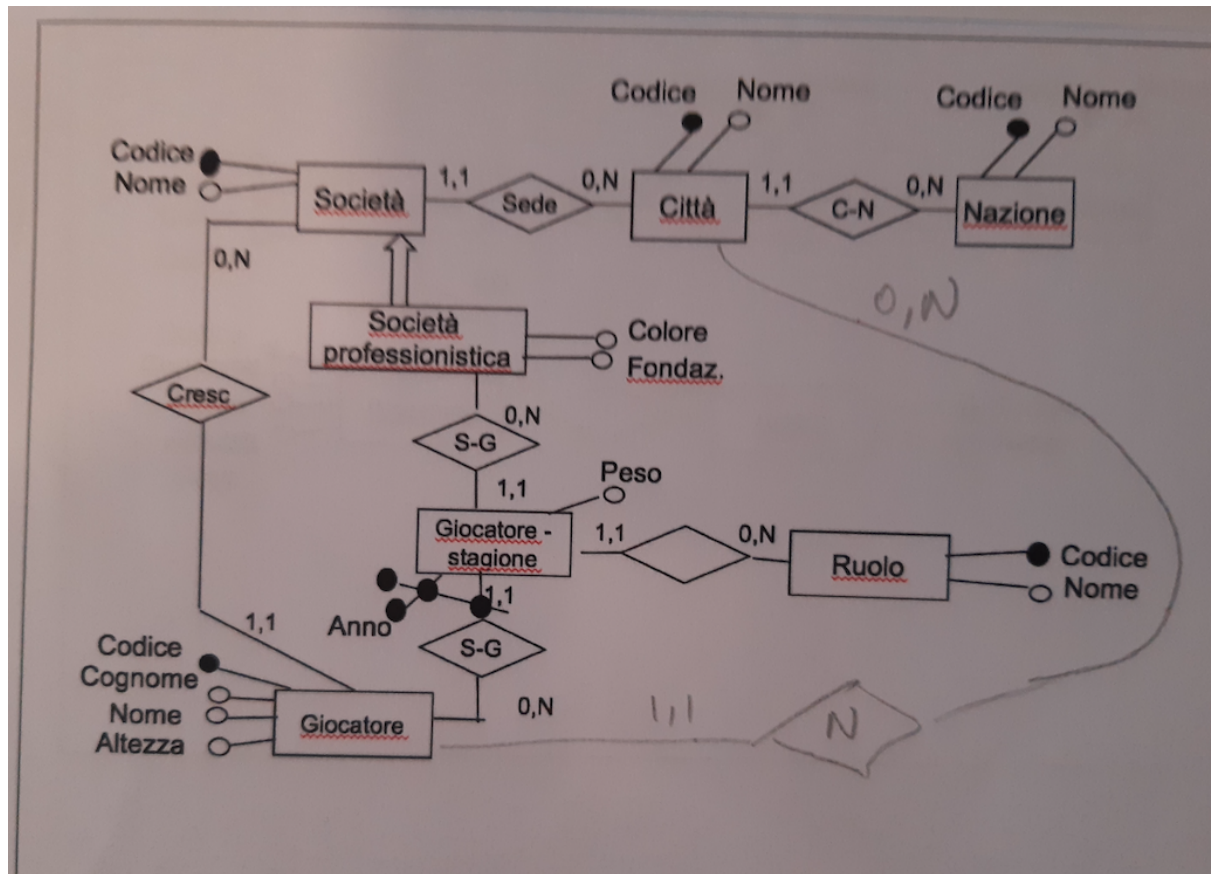 Codice Nome
Codice Nome
Codice
Nome
Società
1,1
Sede
0,N
Città
1,1
C-N
0,N
Nazione
0,N
0,N
Società
professionistica
Colore
Fondaz.
Cresc
0,N
S-G
1,1
Peso
Giocatore -
stagione
1,1
0,N
Ruolo
Codice
Nome
1,1
Anno
1,1
S-G
Codice
Cognome
Nome
Altezza
Giocatore
0,N
1,1
N